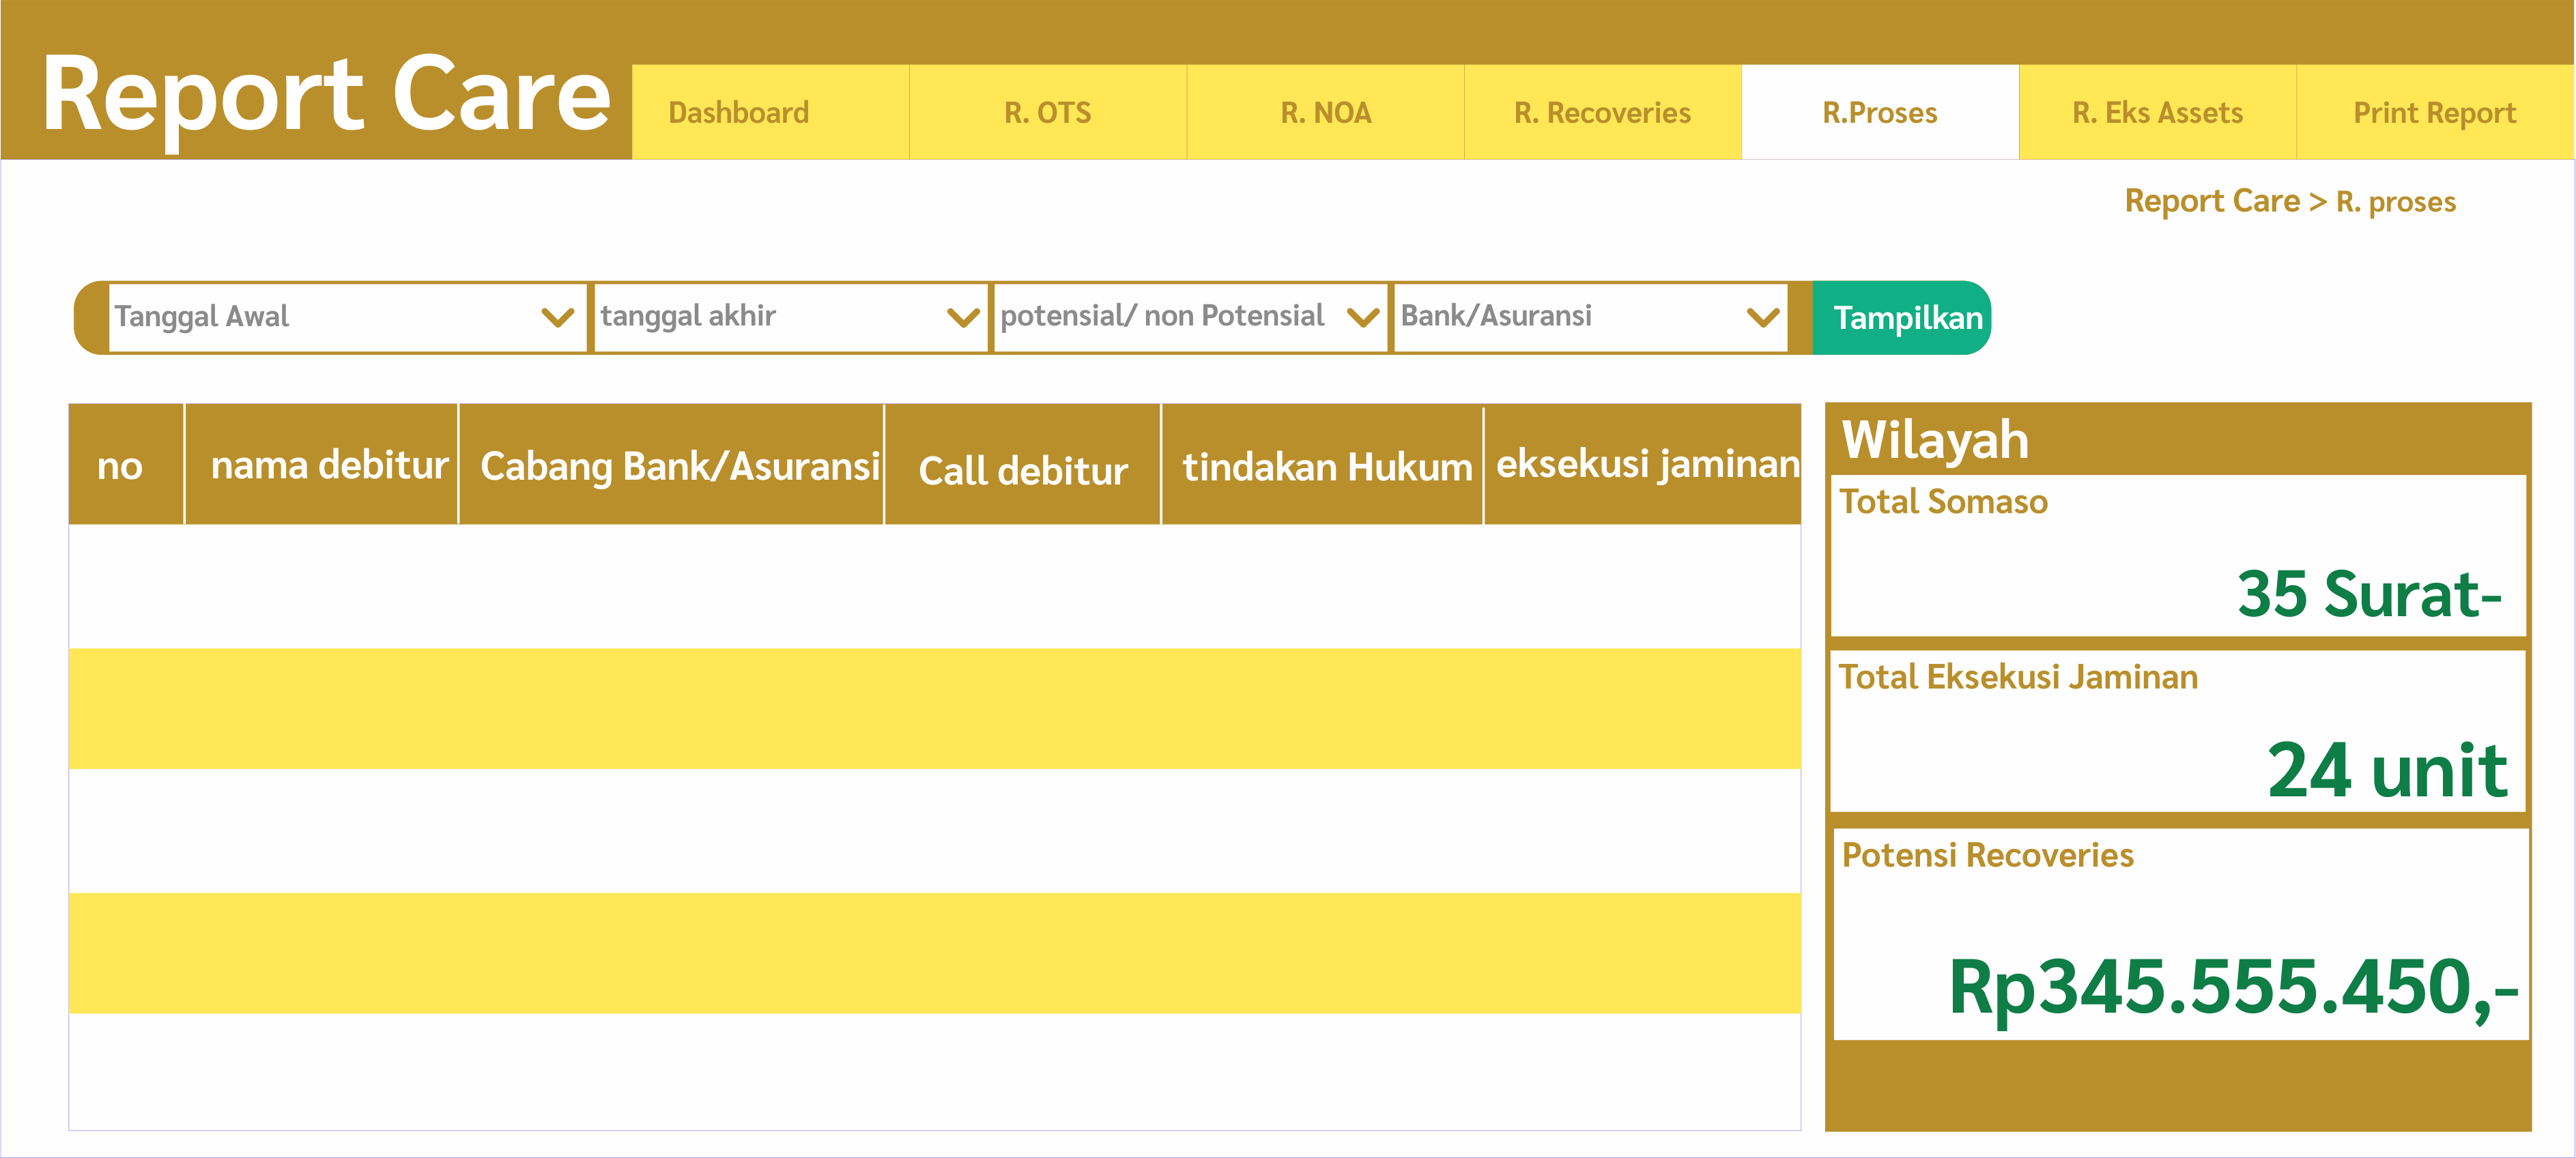 Report Care
Dashboard
R. OTS
R. NOA
R. Recoveries
R.Proses
R. Eks Assets
Print Report
Report Care > R. proses
Tanggal Awal
tanggal akhir
potensial/ non Potensial
Bank/Asuransi
Tampilkan
no
nama debitur
Cabang Bank/Asuransi
Call debitur
tindakan Hukum
eksekusi jaminan
Wilayah
Total Somaso
35 Surat-
Total Eksekusi Jaminan
24 unit
Potensi Recoveries
Rp345.555.450,-